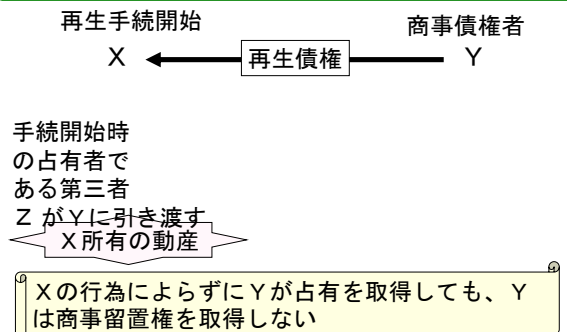 再生手続開始
商事債権者
X
再生債権
Y
手続開始時
の占有者で
ある第三者
Z がYに引き渡す
X所有の動産
Xの行為によらずにYが占有を取得しても、Y
は商事留置権を取得しない